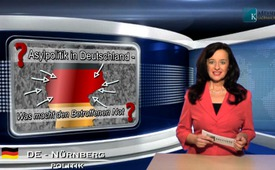 Asylpolitik in Deutschland -
Was macht den Betroffenen Not
?
?
K
DE - NÜRNBERG
POLITIK